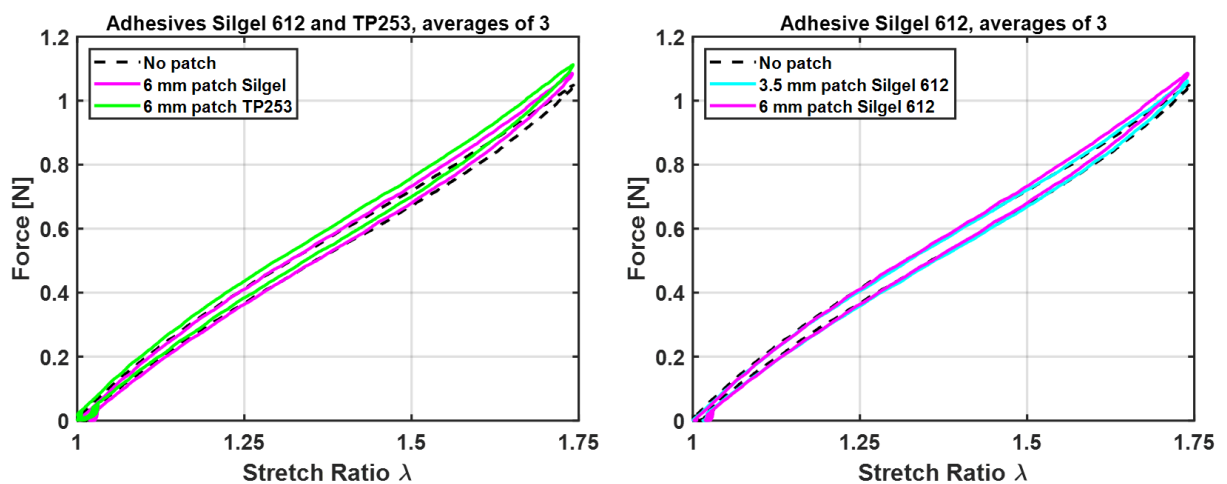 Adhesives Silgel 612 and TP253, averages of 3
1.2
1
0.8
0.6
0.4
0.2
0
Force [N]
No patch
6 mm patch Silgel
6 mm patch TP253
1
1.25
1.5
1.75
Stretch Ratio λ
Adhesive Silgel 612, averages of 3
1.2
1
0.8
0.6
0.4
0.2
0
Force [N]
No patch
3.5 mm patch Silgel 612
6 mm patch Silgel 612
1
1.25
1.5
1.75
Stretch Ratio λ